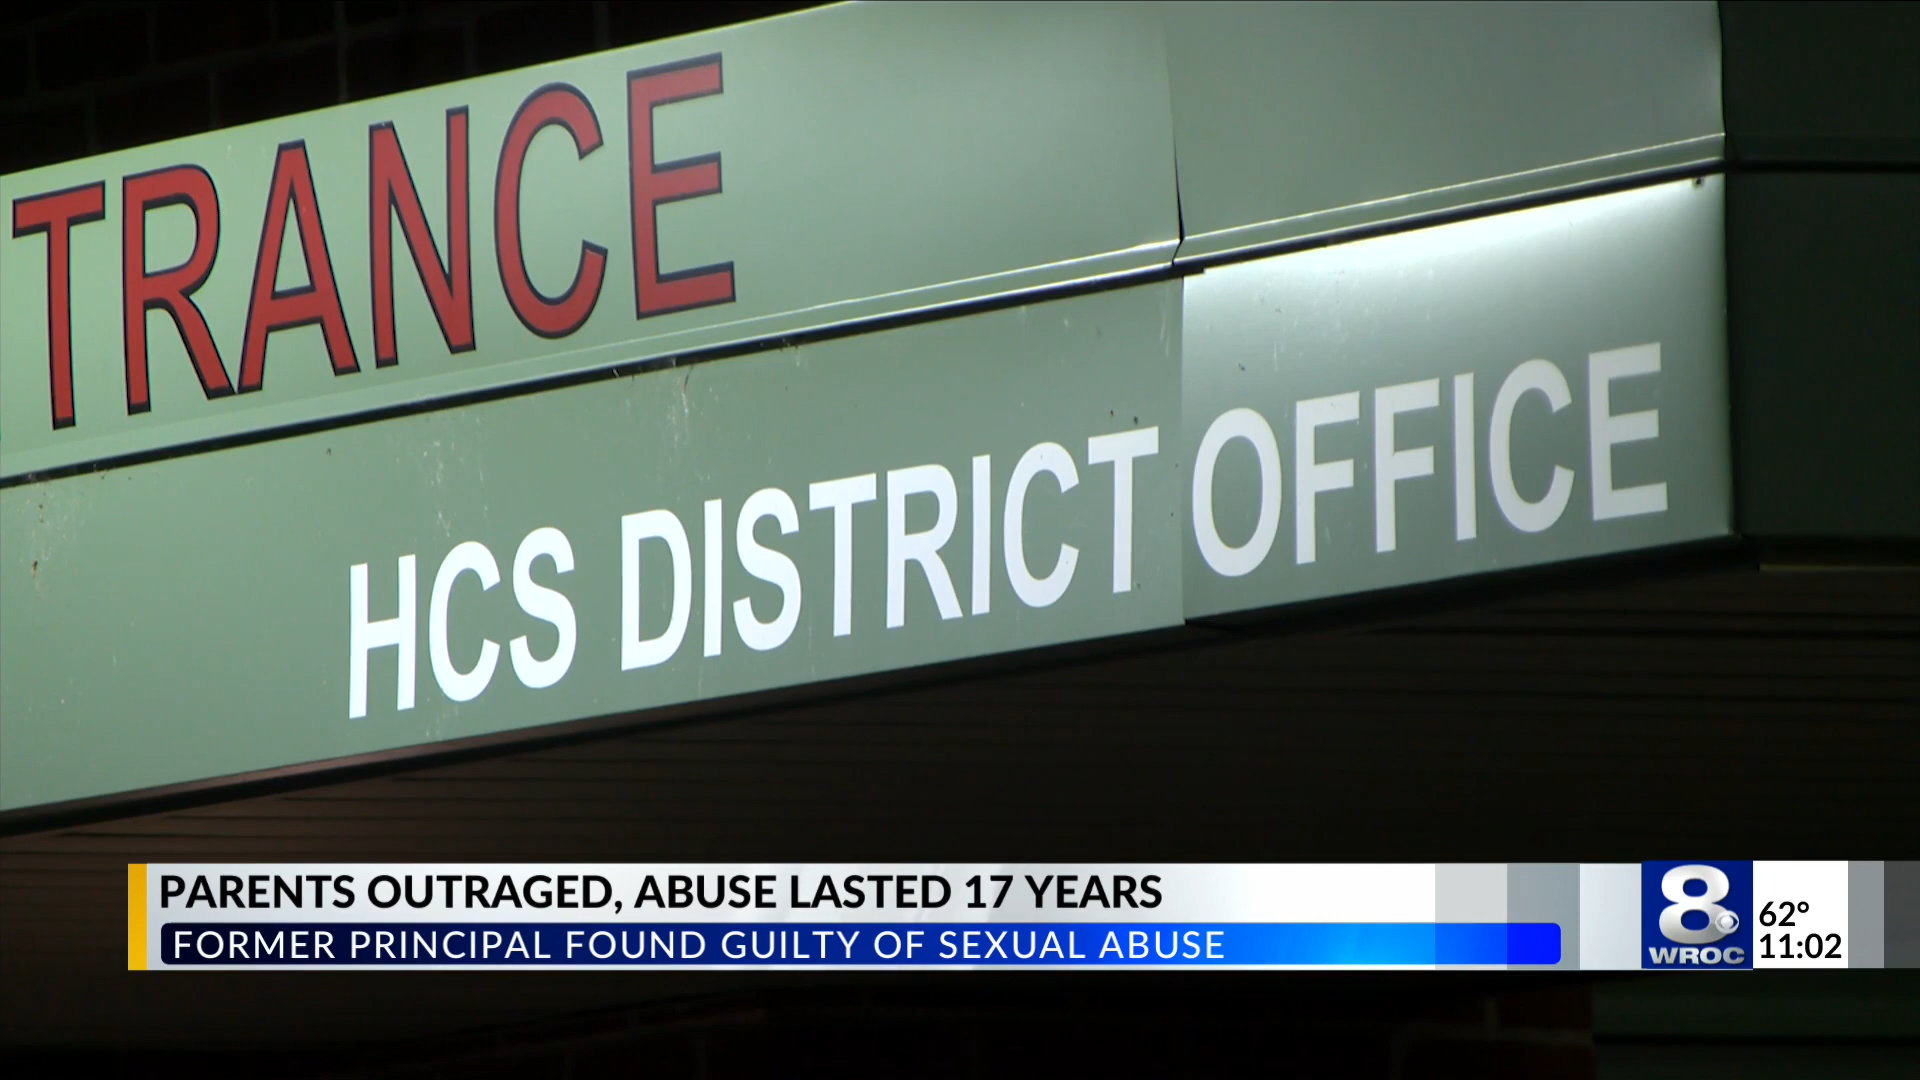 TRANCE
HCS DISTRICT OFFICE
PARENTS OUTRAGED, ABUSE LASTED 17 YEARS
FORMER PRINCIPAL FOUND GUILTY OF SEXUAL ABUSE
8
WROC
62°
11:02